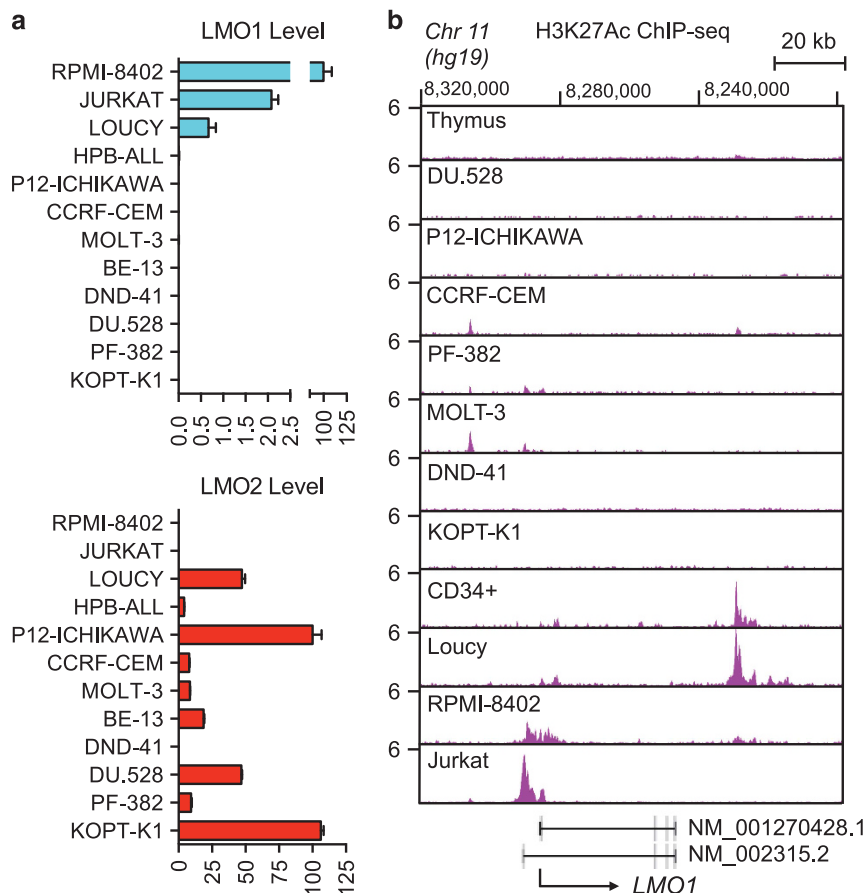 a
LMO1 Level
RPMI-8402
JURKAT
LOUCY
HPB-ALL
P12-ICHIKAWA
CCRF-CEM
MOLT-3
BE-13
DND-41
DU.528
PF-382
KOPT-K1
0.0
0.5
1.0
1.5
2.0
2.5
100
125
LMO2 Level
RPMI-8402
JURKAT
LOUCY
HPB-ALL
P12-ICHIKAWA
CCRF-CEM
MOLT-3
BE-13
DND-41
DU.528
PF-382
KOPT-K1
0
25
50
75
100
125
b
Chr 11 H3K27Ac ChIP-seq
(hg19) 20 kb
8,320,000 8,280,000 8,240,000
6
Thymus
6
DU.528
6
P12-ICHIKAWA
6
CCRF-CEM
6
PF-382
6
MOLT-3
6
DND-41
6
KOPT-K1
6
CD34+
6
Loucy
6
RPMI-8402
6
Jurkat
NM_001270428.1
NM_002315.2
LMO1